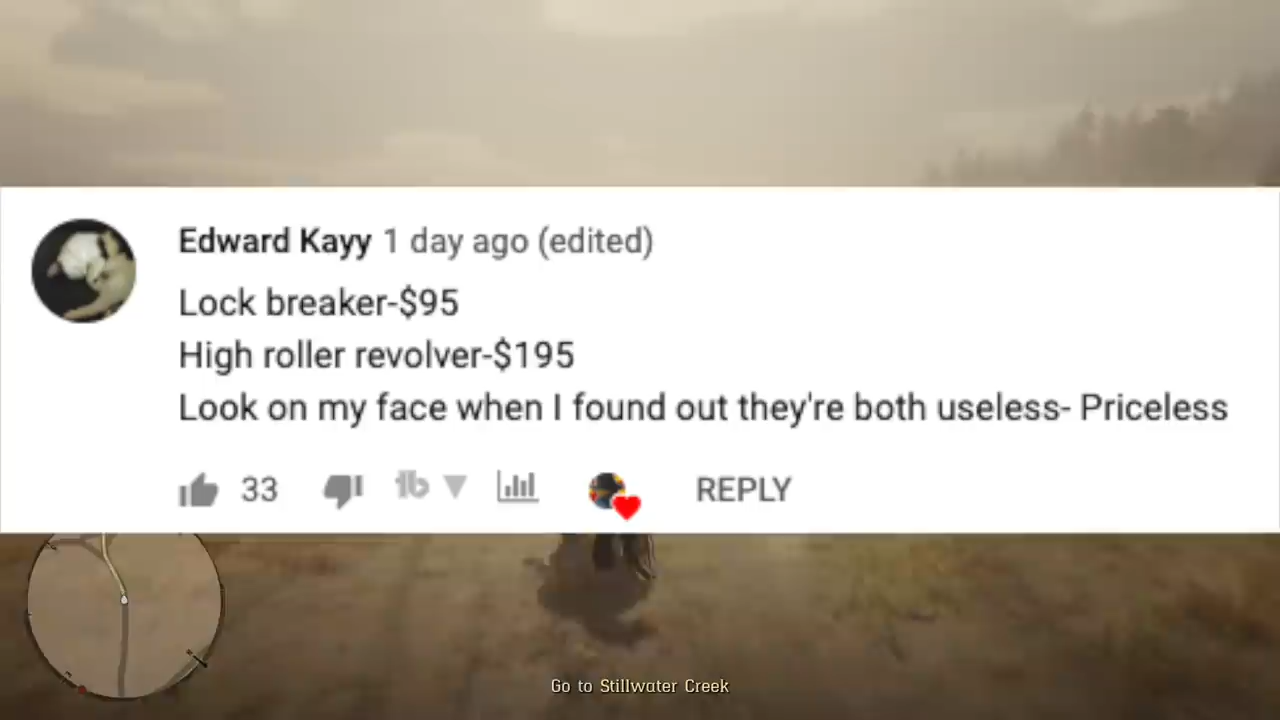 Edward Kayy 1 day ago (edited)
Lock breaker-$95
High roller revolver-$195
Look on my face when I found out they're both useless- Priceless
33 REPLY
Go to Stillwater Creek